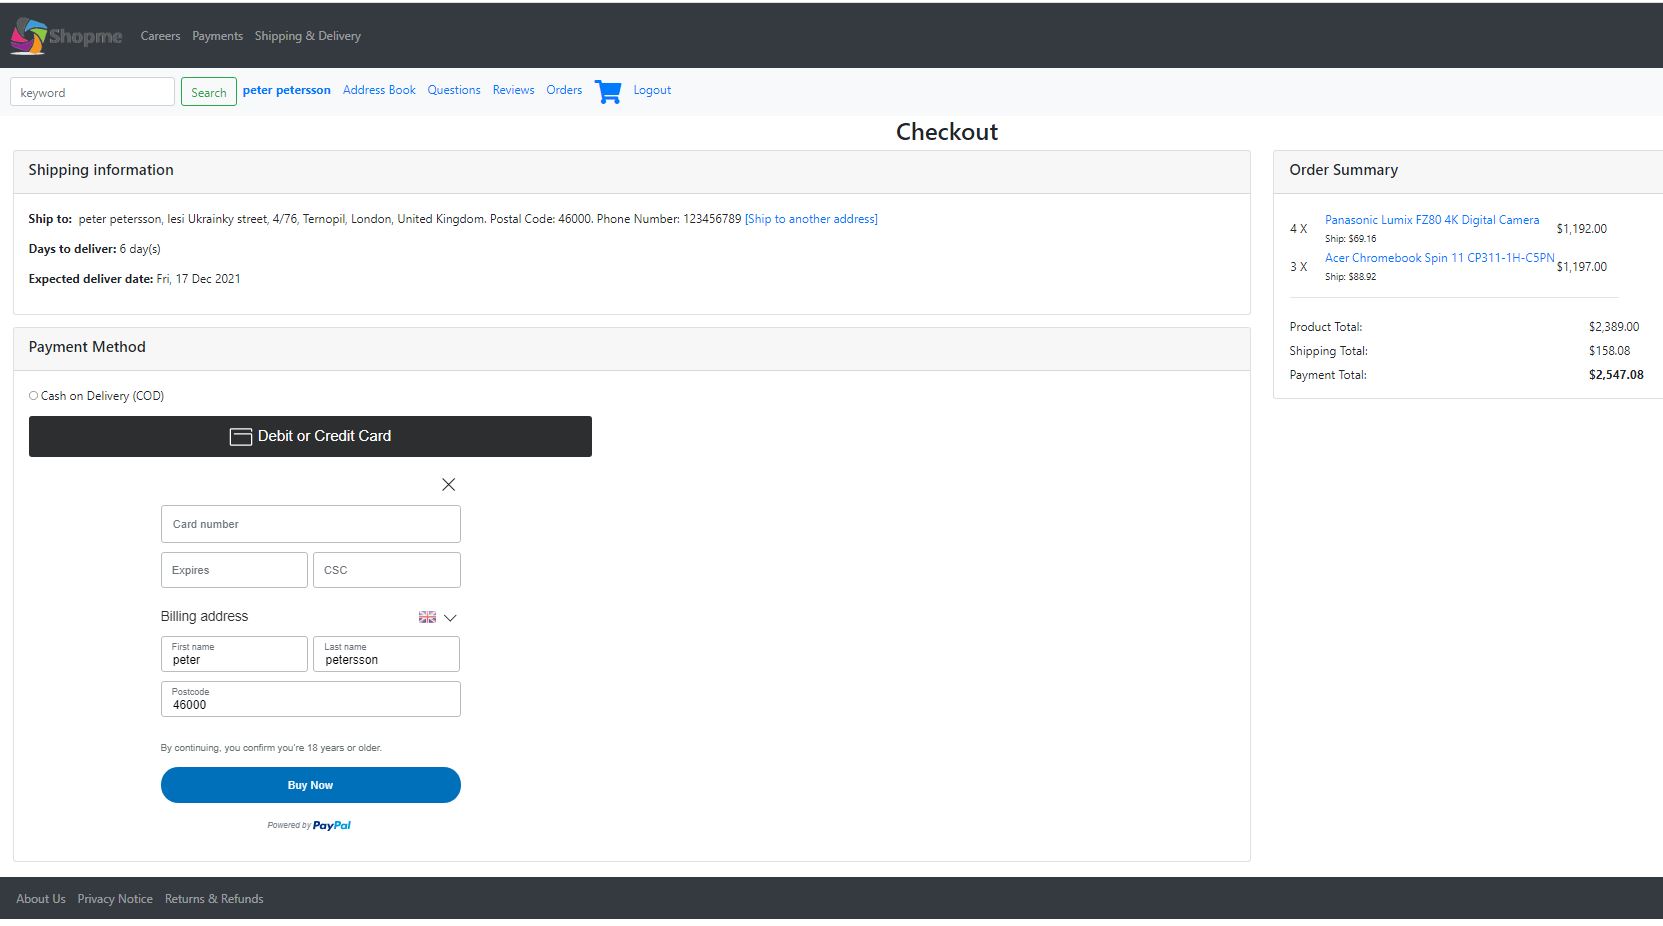 Shopme Careers Payments Shipping & Delivery
keyword Search peter petersson Address Book Questions Reviews Orders Logout
Checkout
Shipping information
Ship to: peter petersson, lesi Ukrainky street, 4/76, Ternopil, London, United Kingdom. Postal Code: 46000. Phone Number: 123456789 [Ship to another address]
Days to deliver: 6 day(s)
Expected deliver date: Fri, 17 Dec 2021
Payment Method
Cash on Delivery (COD)
Debit or Credit Card
Card number
Expires CSC
Billing address
First name Last name
peter petersson
Postcode
46000
By continuing, you confirm you're 18 years or older.
Buy Now
Powered by PayPal
Order Summary
4 X Panasonic Lumix FZ80 4K Digital Camera $1,192.00
Ship: $69.16
3 X Acer Chromebook Spin 11 CP311-1H-C5PN $1,197.00
Ship: $88.92
Product Total: $2,389.00
Shipping Total: $158.08
Payment Total: $2,547.08
About Us Privacy Notice Returns & Refunds